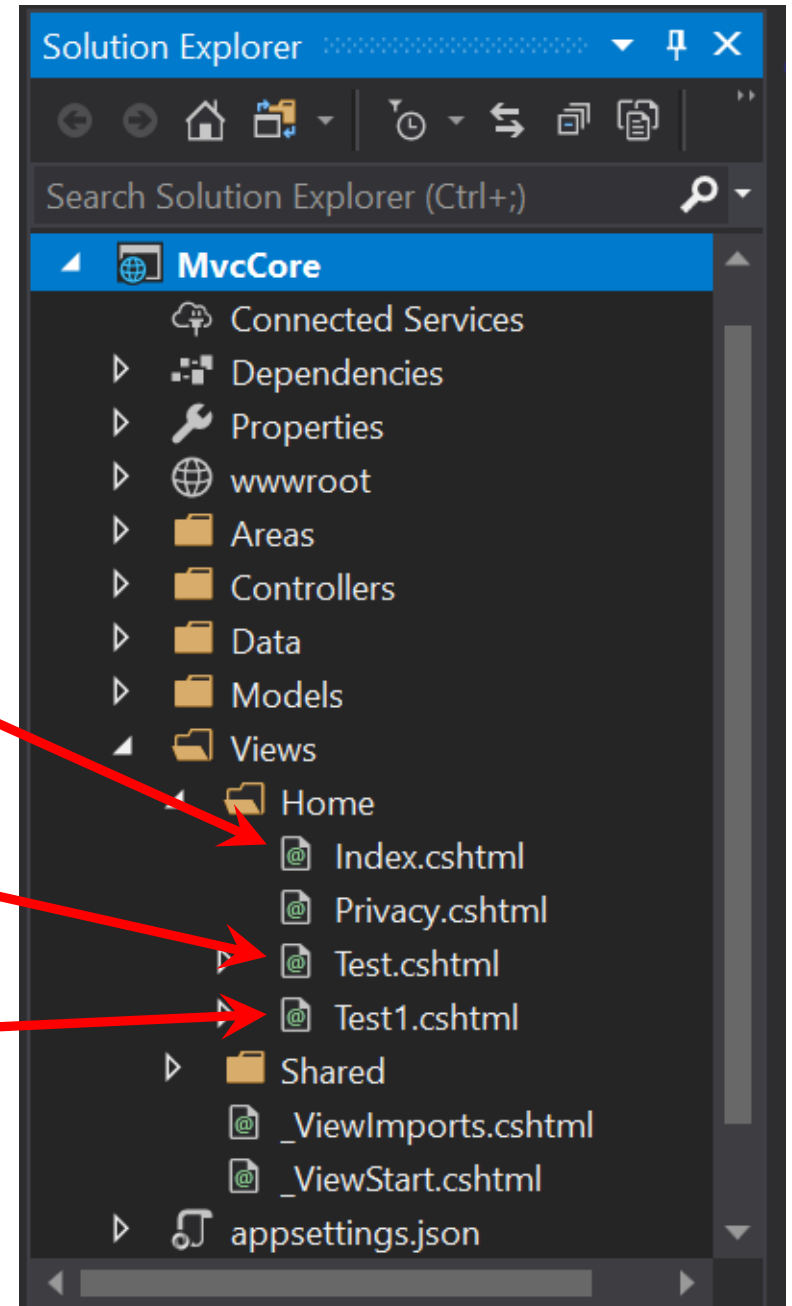 Solution Explorer
Search Solution Explorer (Ctrl+;)
MvcCore
Connected Services
Dependencies
Properties
wwwroot
Areas
Controllers
Data
Models
Views
Home
Index.cshtml
Privacy.cshtml
Test.cshtml
Test1.cshtml
Shared
_ViewImports.cshtml
_ViewStart.cshtml
appsettings.json